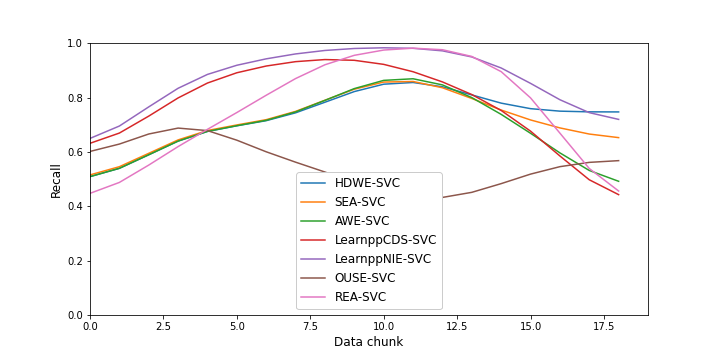 1.0
0.8
0.6
0.4
0.2
0.0
Recall
0.0 2.5 5.0 7.5 10.0 12.5 15.0 17.5
Data chunk
HDWE-SVC
SEA-SVC
AWE-SVC
LearnppCDS-SVC
LearnppNIE-SVC
OUSE-SVC
REA-SVC